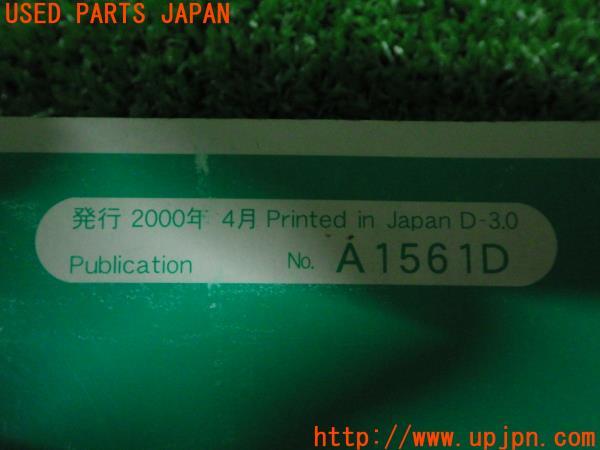 USED PARTS JAPAN
発行 2000年 4月 Printed in Japan D-3.0
Publication No. A1561D
upjpn
http://www.upjpn.com